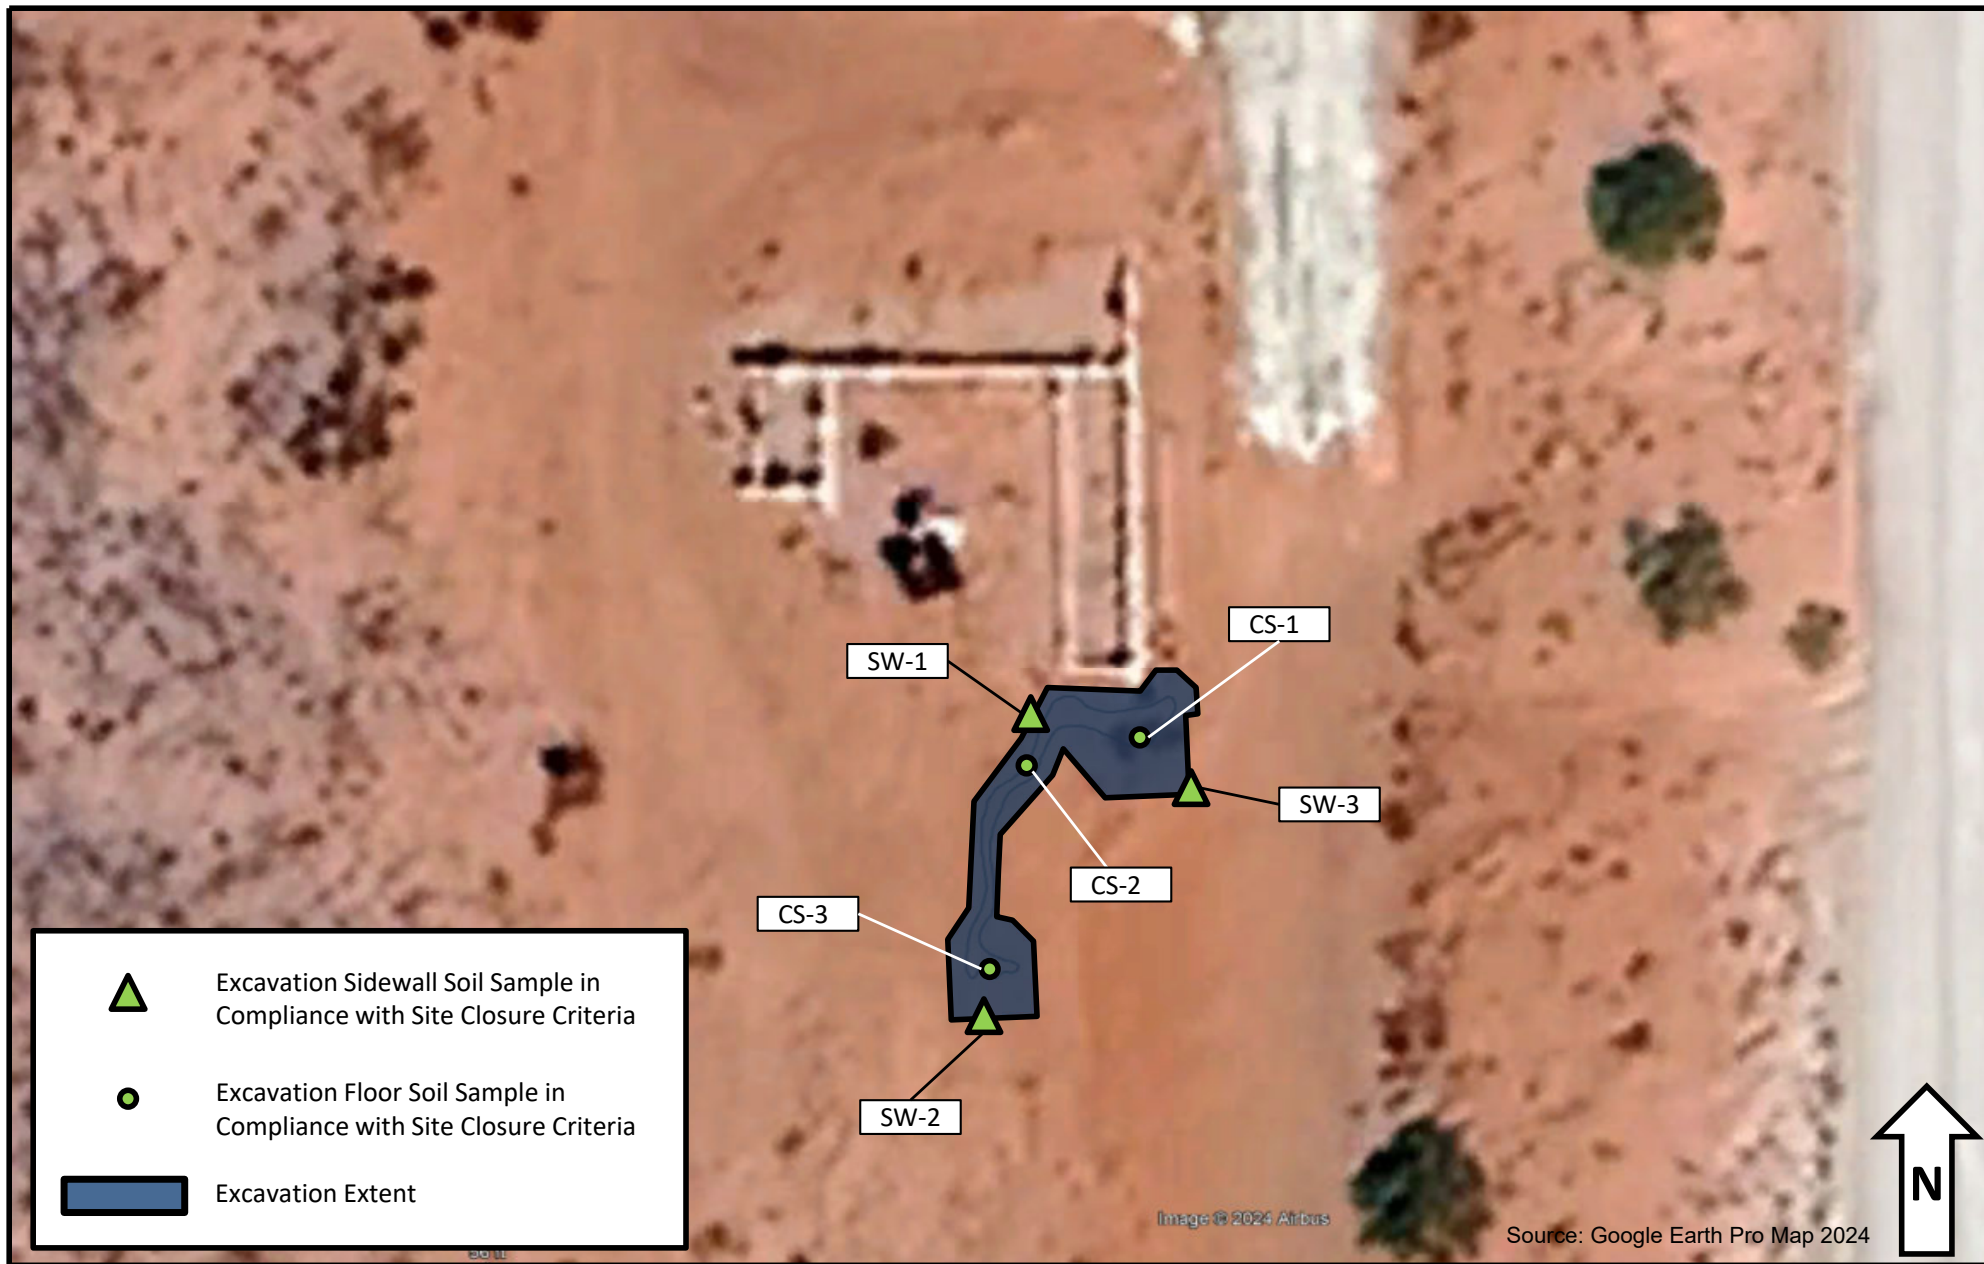 CS-1
SW-1
SW-3
CS-2
CS-3
SW-2
Excavation Sidewall Soil Sample in
Compliance with Site Closure Criteria
Excavation Floor Soil Sample in
Compliance with Site Closure Criteria
Excavation Extent
N
Image © 2024 Airbus
Source: Google Earth Pro Map 2024